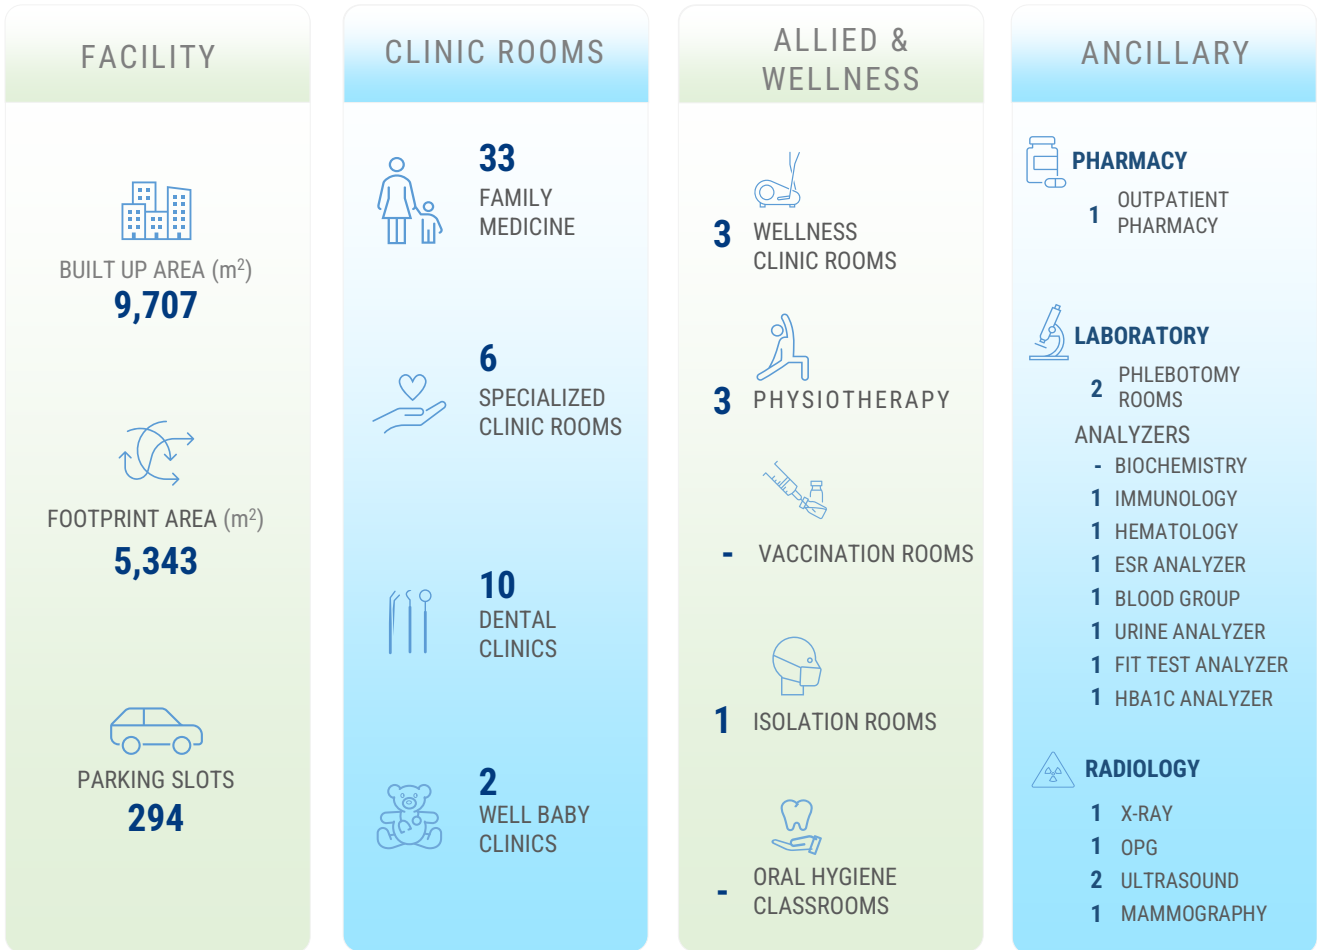 FACILITY
BUILT UP AREA (m²)
9,707
FOOTPRINT AREA (m²)
5,343
PARKING SLOTS
294
CLINIC ROOMS
33
FAMILY
MEDICINE
6
SPECIALIZED
CLINIC ROOMS
10
DENTAL
CLINICS
2
WELL BABY
CLINICS
ALLIED &
WELLNESS
3 WELLNESS
CLINIC ROOMS
3 PHYSIOTHERAPY
- VACCINATION ROOMS
1 ISOLATION ROOMS
- ORAL HYGIENE
CLASSROOMS
ANCILLARY
PHARMACY
1 OUTPATIENT
PHARMACY
LABORATORY
2 PHLEBOTOMY
ROOMS
ANALYZERS
- BIOCHEMISTRY
1 IMMUNOLOGY
1 HEMATOLOGY
1 ESR ANALYZER
1 BLOOD GROUP
1 URINE ANALYZER
1 FIT TEST ANALYZER
1 HBA1C ANALYZER
RADIOLOGY
1 X-RAY
1 OPG
2 ULTRASOUND
1 MAMMOGRAPHY